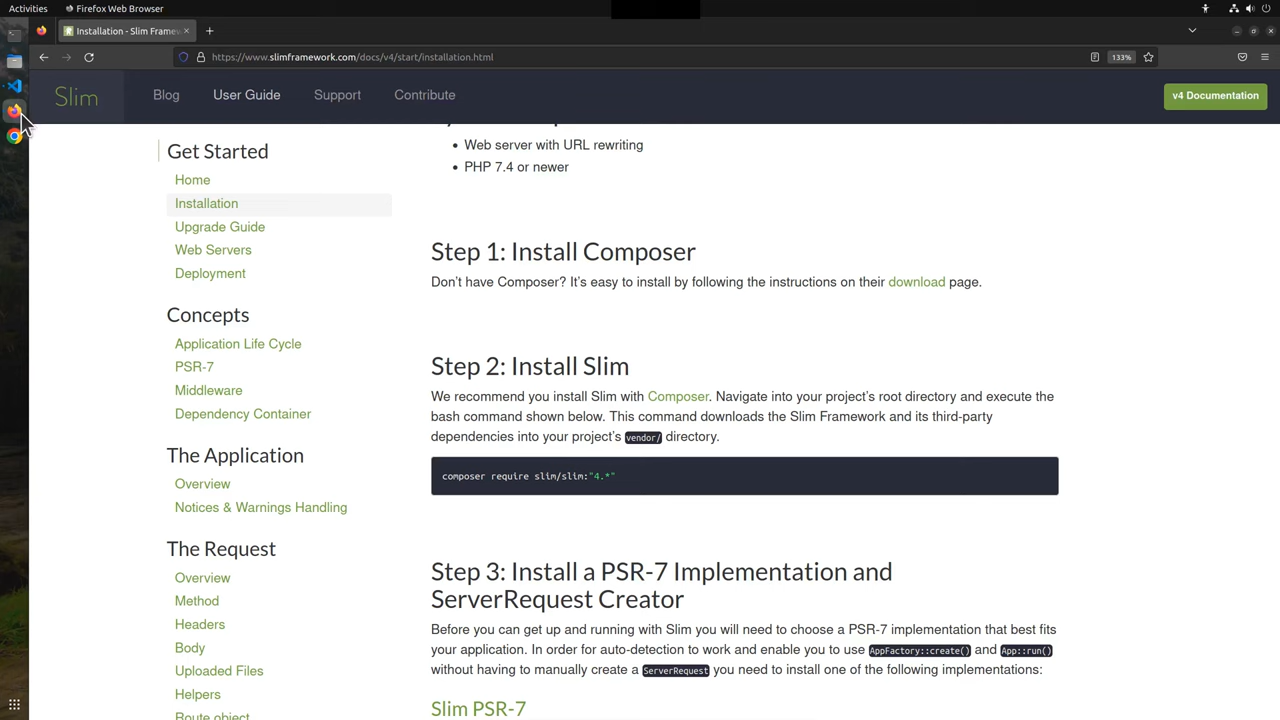 Activities
Firefox Web Browser
Installation - Slim Framew
https://www.slimframework.com/docs/v4/start/installation.html
133%
Slim
Blog
User Guide
Support
Contribute
v4 Documentation
Get Started
Home
Installation
Upgrade Guide
Web Servers
Deployment
Concepts
Application Life Cycle
PSR-7
Middleware
Dependency Container
The Application
Overview
Notices & Warnings Handling
The Request
Overview
Method
Headers
Body
Uploaded Files
Helpers
Route object
Web server with URL rewriting
PHP 7.4 or newer
Step 1: Install Composer
Don't have Composer? It's easy to install by following the instructions on their download page.
Step 2: Install Slim
We recommend you install Slim with Composer. Navigate into your project's root directory and execute the
bash command shown below. This command downloads the Slim Framework and its third-party
dependencies into your project's vendor/ directory.
composer require slim/slim:"4.*"
Step 3: Install a PSR-7 Implementation and
ServerRequest Creator
Before you can get up and running with Slim you will need to choose a PSR-7 implementation that best fits
your application. In order for auto-detection to work and enable you to use AppFactory::create() and App::run()
without having to manually create a ServerRequest you need to install one of the following implementations:
Slim PSR-7